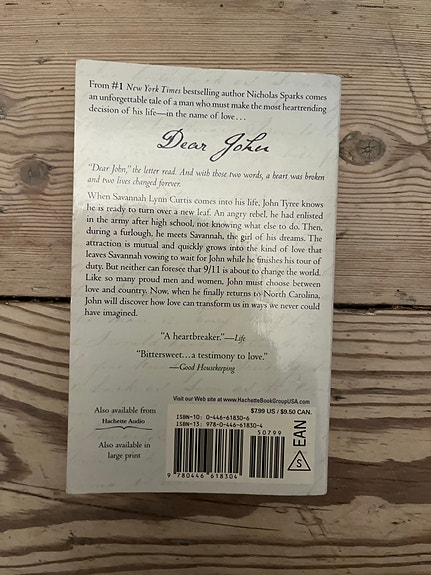 From #1 New York Times bestselling author Nicholas Sparks comes
an unforgettable tale of a man who must make the most heartrending
decision of his life—in the name of love…
Dear John
"Dear John," the letter read. And with those two words, a heart was broken
and two lives changed forever.
When Savannah Lynn Curtis comes into his life, John Tyree knows
he is ready to turn over a new leaf. An angry rebel, he had enlisted
in the army after high school, not knowing what else to do. Then,
during a furlough, he meets Savannah, the girl of his dreams. The
attraction is mutual and quickly grows into the kind of love that
leaves Savannah vowing to wait for John while he finishes his tour of
duty. But neither can foresee that 9/11 is about to change the world.
Like so many proud men and women, John must choose between
love and country. Now, when he finally returns to North Carolina,
John will discover how love can transform us in ways we never could
have imagined.
"A heartbreaker."—Life
"Bittersweet…a testimony to love."
—Good Housekeeping
Visit our Web site at www.HachetteBookGroupUSA.com
$7.99 US / $9.50 CAN.
Also available from
Hachette Audio
Also available in
large print
ISBN-10: 0-446-61830-6
ISBN-13: 978-0-446-61830-4
50799
9 780446 618304
EAN
S